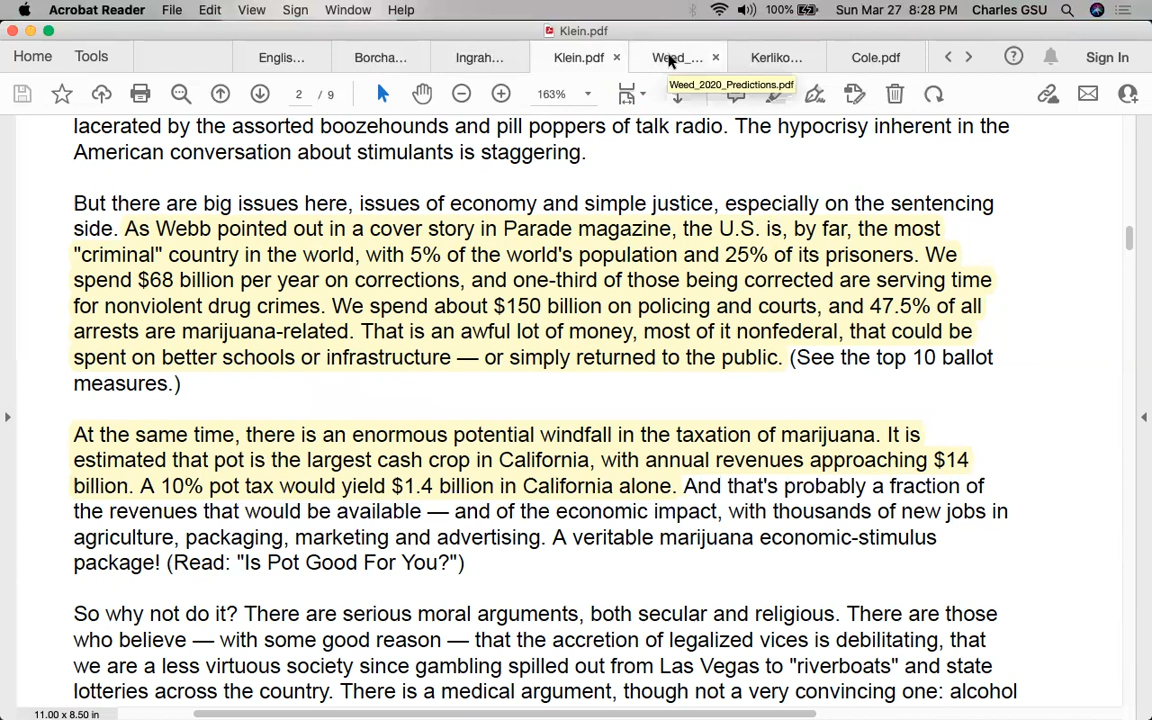 Acrobat Reader File Edit View Sign Window Help 100% Sun Mar 27 8:28 PM Charles GSU
Klein.pdf
Home Tools Englis... Borcha... Ingrah... Klein.pdf × Weed_... × Kerliko... Cole.pdf Sign In
Weed_2020_Predictions.pdf
2 / 9 163%
lacerated by the assorted boozehounds and pill poppers of talk radio. The hypocrisy inherent in the
American conversation about stimulants is staggering.
But there are big issues here, issues of economy and simple justice, especially on the sentencing
side. As Webb pointed out in a cover story in Parade magazine, the U.S. is, by far, the most
"criminal" country in the world, with 5% of the world's population and 25% of its prisoners. We
spend $68 billion per year on corrections, and one-third of those being corrected are serving time
for nonviolent drug crimes. We spend about $150 billion on policing and courts, and 47.5% of all
arrests are marijuana-related. That is an awful lot of money, most of it nonfederal, that could be
spent on better schools or infrastructure — or simply returned to the public. (See the top 10 ballot
measures.)
At the same time, there is an enormous potential windfall in the taxation of marijuana. It is
estimated that pot is the largest cash crop in California, with annual revenues approaching $14
billion. A 10% pot tax would yield $1.4 billion in California alone. And that's probably a fraction of
the revenues that would be available — and of the economic impact, with thousands of new jobs in
agriculture, packaging, marketing and advertising. A veritable marijuana economic-stimulus
package! (Read: "Is Pot Good For You?")
So why not do it? There are serious moral arguments, both secular and religious. There are those
who believe — with some good reason — that the accretion of legalized vices is debilitating, that
we are a less virtuous society since gambling spilled out from Las Vegas to "riverboats" and state
lotteries across the country. There is a medical argument, though not a very convincing one: alcohol
11.00 x 8.50 in